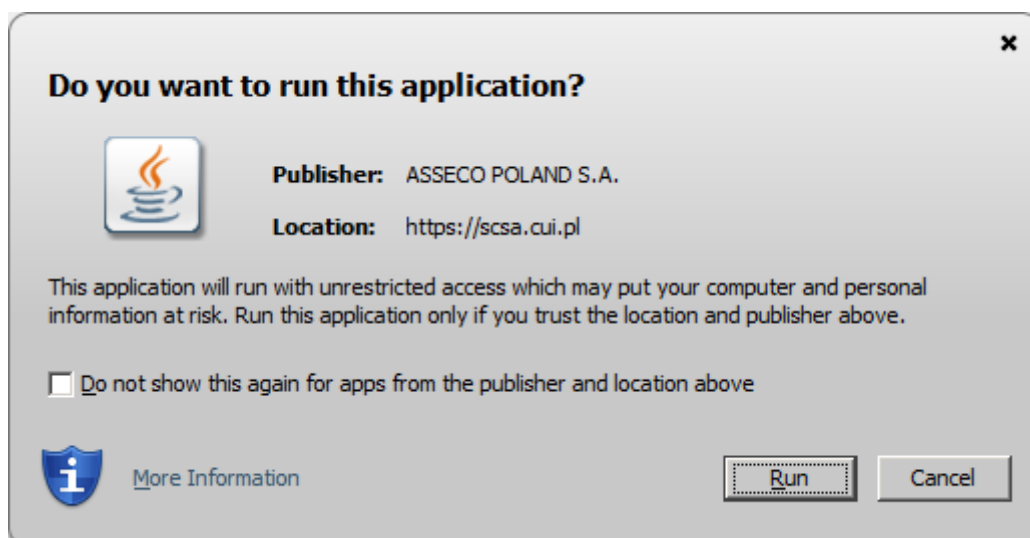 Do you want to run this application?
Publisher: ASSECO POLAND S.A.
Location: https://scsa.cui.pl
This application will run with unrestricted access which may put your computer and personal
information at risk. Run this application only if you trust the location and publisher above.
Do not show this again for apps from the publisher and location above
More Information
Run Cancel